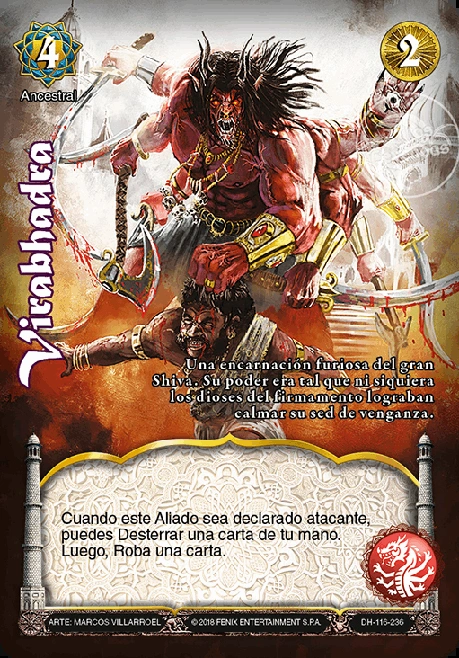 4
2
Ancestral
Virabhadra
Una encarnación furiosa del gran
Shiva. Su poder era tal que ni siquiera
los dioses del firmamento lograban
calmar su sed de venganza.
Cuando este Aliado sea declarado atacante,
puedes Desterrar una carta de tu mano.
Luego, Roba una carta.
ARTE: MARCOS VILLARROEL ©2018 FENIX ENTERTAINMENT S.P.A. DH-116-236